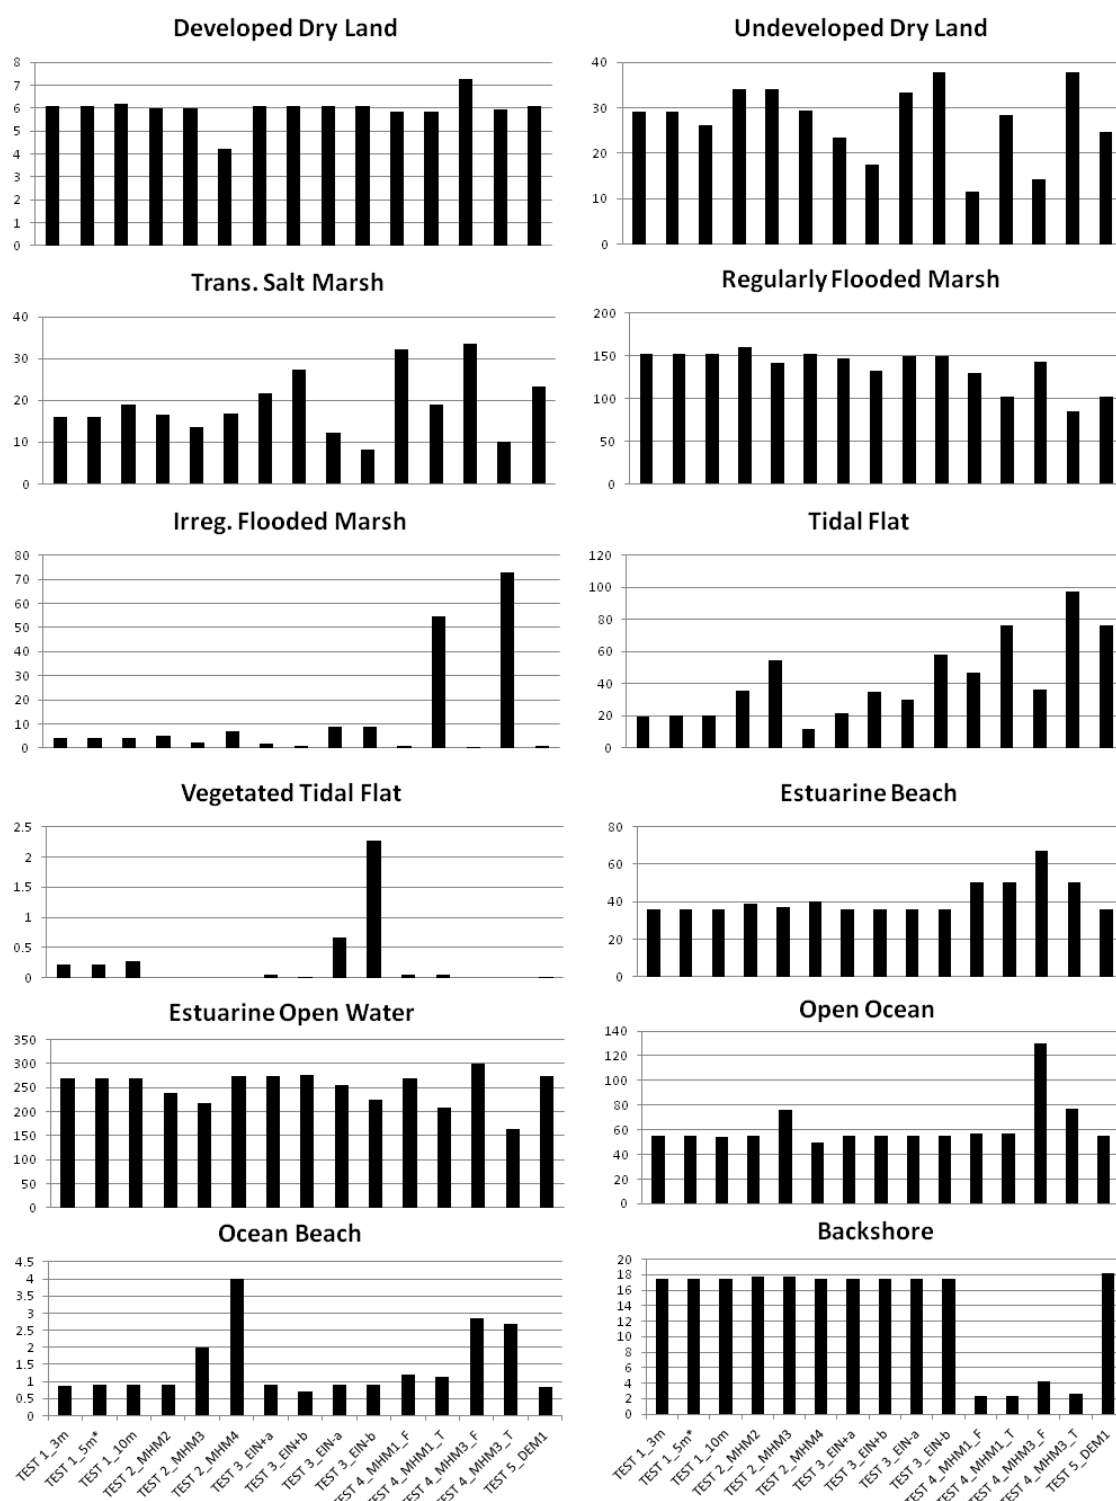 Developed Dry Land
8
7
6
5
4
3
2
1
0
Undeveloped Dry Land
40
30
20
10
0
Trans. Salt Marsh
40
30
20
10
0
Regularly Flooded Marsh
200
150
100
50
0
Irreg. Flooded Marsh
80
70
60
50
40
30
20
10
0
Tidal Flat
120
100
80
60
40
20
0
Vegetated Tidal Flat
2.5
2
1.5
1
0.5
0
Estuarine Beach
80
60
40
20
0
Estuarine Open Water
350
300
250
200
150
100
50
0
Open Ocean
140
120
100
80
60
40
20
0
Ocean Beach
4.5
4
3.5
3
2.5
2
1.5
1
0.5
0
TEST 1_3m
TEST 1_5m*
TEST 1_10m
TEST 2_MHM2
TEST 2_MHM3
TEST 2_MHM4
TEST 3_EIN+a
TEST 3_EIN+b
TEST 3_EIN-a
TEST 3_EIN-b
TEST 4_MHM1_F
TEST 4_MHM1_T
TEST 4_MHM3_F
TEST 4_MHM3_T
TEST 5_DEM1
Backshore
20
18
16
14
12
10
8
6
4
2
0
TEST 1_3m
TEST 1_5m*
TEST 1_10m
TEST 2_MHM2
TEST 2_MHM3
TEST 2_MHM4
TEST 3_EIN+a
TEST 3_EIN+b
TEST 3_EIN-a
TEST 3_EIN-b
TEST 4_MHM1_F
TEST 4_MHM1_T
TEST 4_MHM3_F
TEST 4_MHM3_T
TEST 5_DEM1